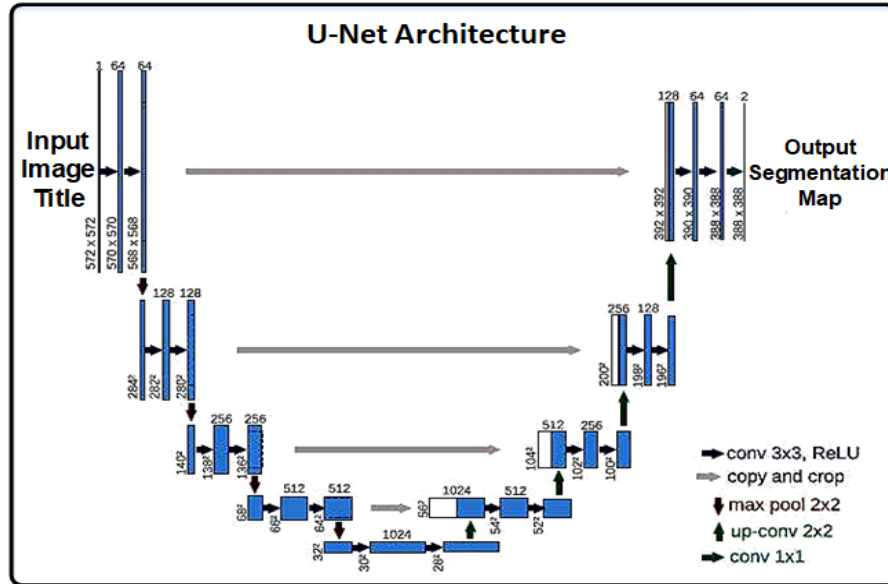 U-Net Architecture
1 64 64
128 64 64 2
Input
Image
Title
Output
Segmentation
Map
572 x 572
570 x 570
568 x 568
392 x 392
390 x 390
388 x 388
388 x 388
128 128
256 128
284²
282²
280²
200²
198²
196²
256 256
512 256
140²
138²
136²
104²
102²
100²
512 512
1024 512
68²
66²
64²
56²
54²
52²
1024
32²
30²
28²
conv 3x3, ReLU
copy and crop
max pool 2x2
up-conv 2x2
conv 1x1